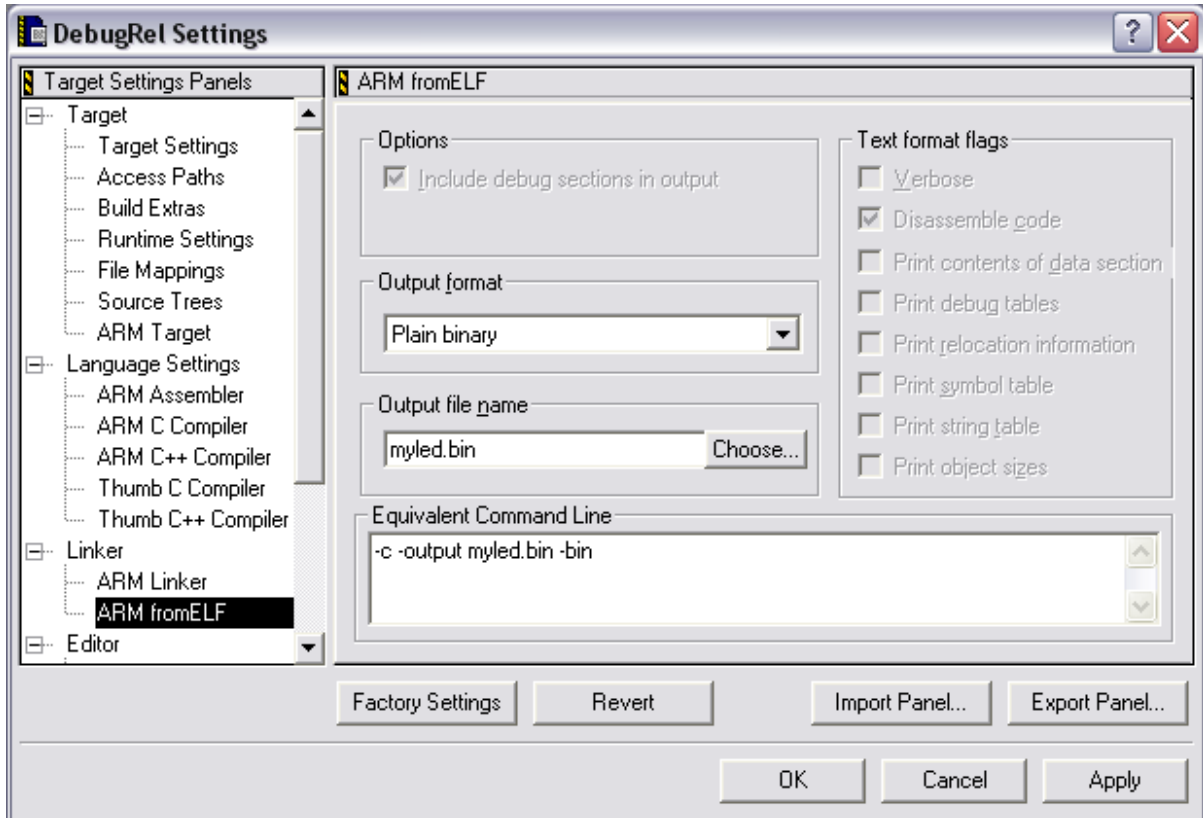 DebugRel Settings
Target Settings Panels
Target
Target Settings
Access Paths
Build Extras
Runtime Settings
File Mappings
Source Trees
ARM Target
Language Settings
ARM Assembler
ARM C Compiler
ARM C++ Compiler
Thumb C Compiler
Thumb C++ Compiler
Linker
ARM Linker
ARM fromELF
Editor
ARM fromELF
Options
Include debug sections in output
Output format
Plain binary
Output file name
myled.bin
Choose...
Text format flags
Verbose
Disassemble code
Print contents of data section
Print debug tables
Print relocation information
Print symbol table
Print string table
Print object sizes
Equivalent Command Line
-c -output myled.bin -bin
Factory Settings
Revert
Import Panel...
Export Panel...
OK
Cancel
Apply